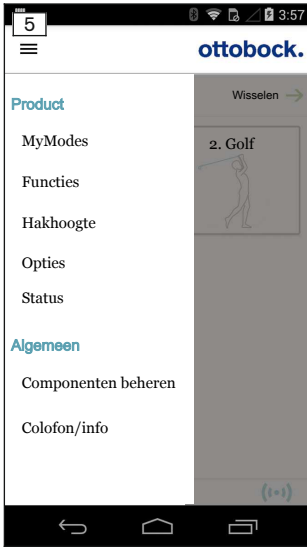 5
3:57
ottobock.
Product
Wisselen
MyModes
2. Golf
Functies
Hakhoogte
Opties
Status
Algemeen
Componenten beheren
Colofon/info